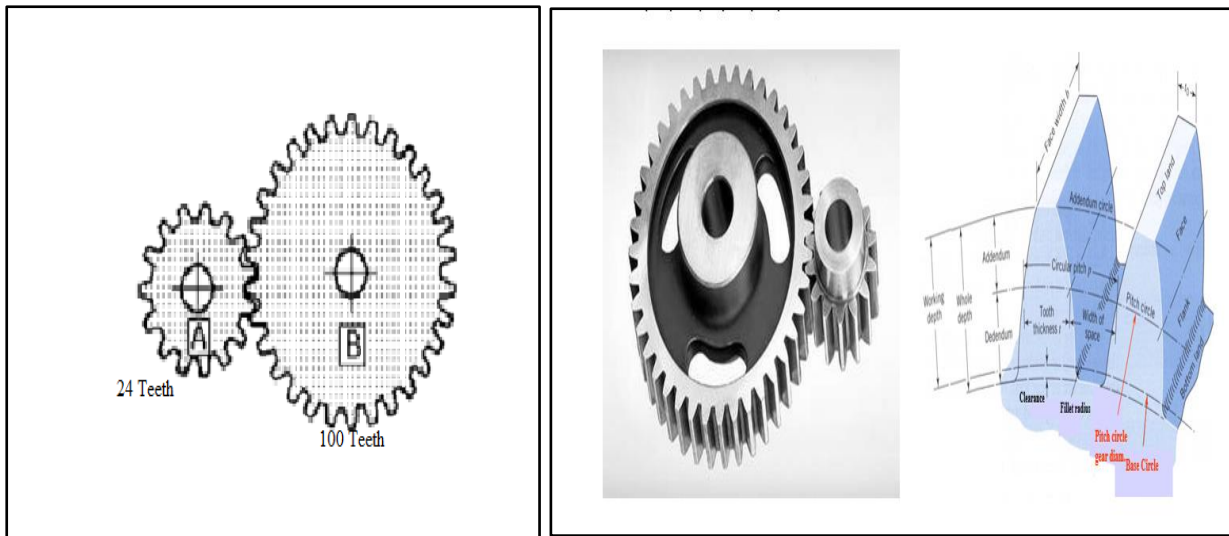 A
B
24 Teeth
100 Teeth
Face width b
t₀
Top land
Addendum circle
Face
Addendum
Circular pitch p
Pitch circle
Working
depth
Whole
depth
Tooth
thickness t
Width of
space
Flank
Dedendum
Bottom land
Clearance
Fillet radius
Pitch circle
gear diam.
Base Circle